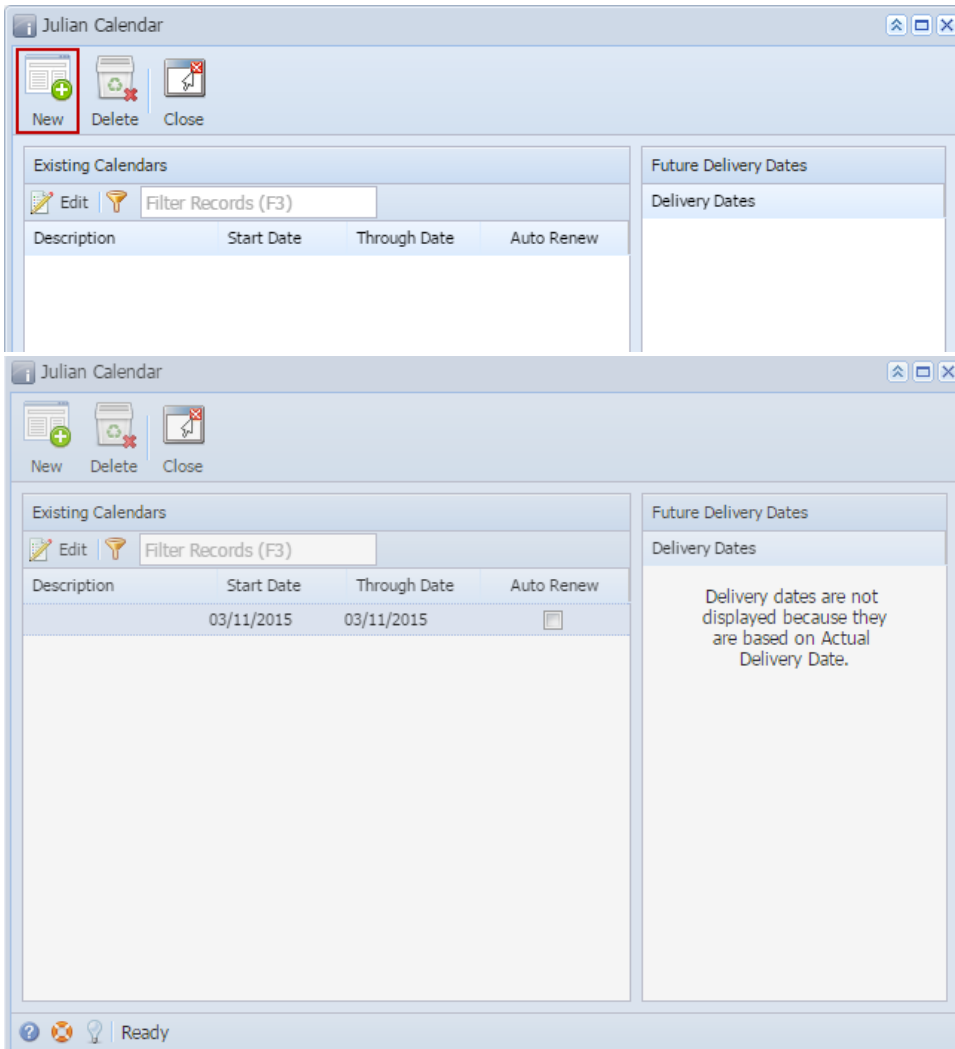 Julian Calendar
New Delete Close
Existing Calendars Future Delivery Dates
Edit Filter Records (F3) Delivery Dates
Description Start Date Through Date Auto Renew
Julian Calendar
New Delete Close
Existing Calendars Future Delivery Dates
Edit Filter Records (F3) Delivery Dates
Description Start Date Through Date Auto Renew
03/11/2015 03/11/2015
Delivery dates are not
displayed because they
are based on Actual
Delivery Date.
Ready